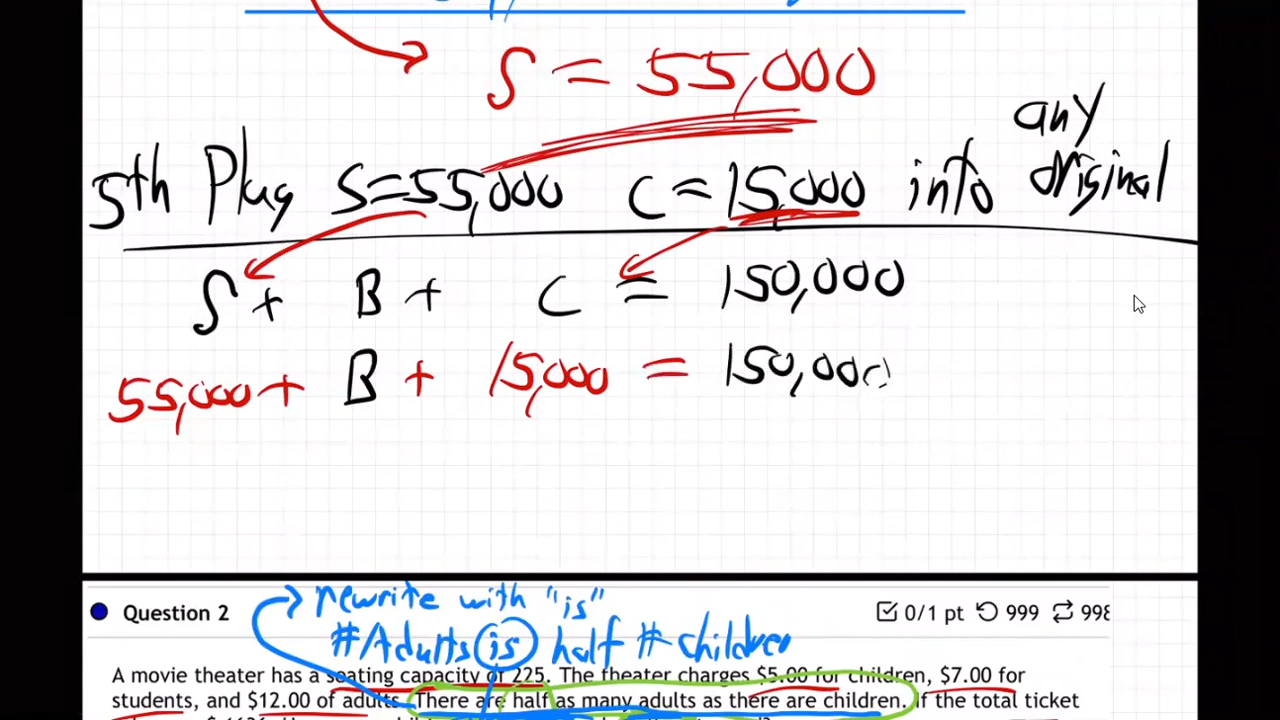 S = 55,000
any
5th Plug S=55,000 C = 15,000 into original
S + B + C = 150,000
55,000 + B + 15,000 = 150,000
rewrite with "is"
Question 2 0/1 pt 999 998
#Adults is half # children
A movie theater has a seating capacity of 225. The theater charges $5.00 for children, $7.00 for
students, and $12.00 of adults. There are half as many adults as there are children. If the total ticket